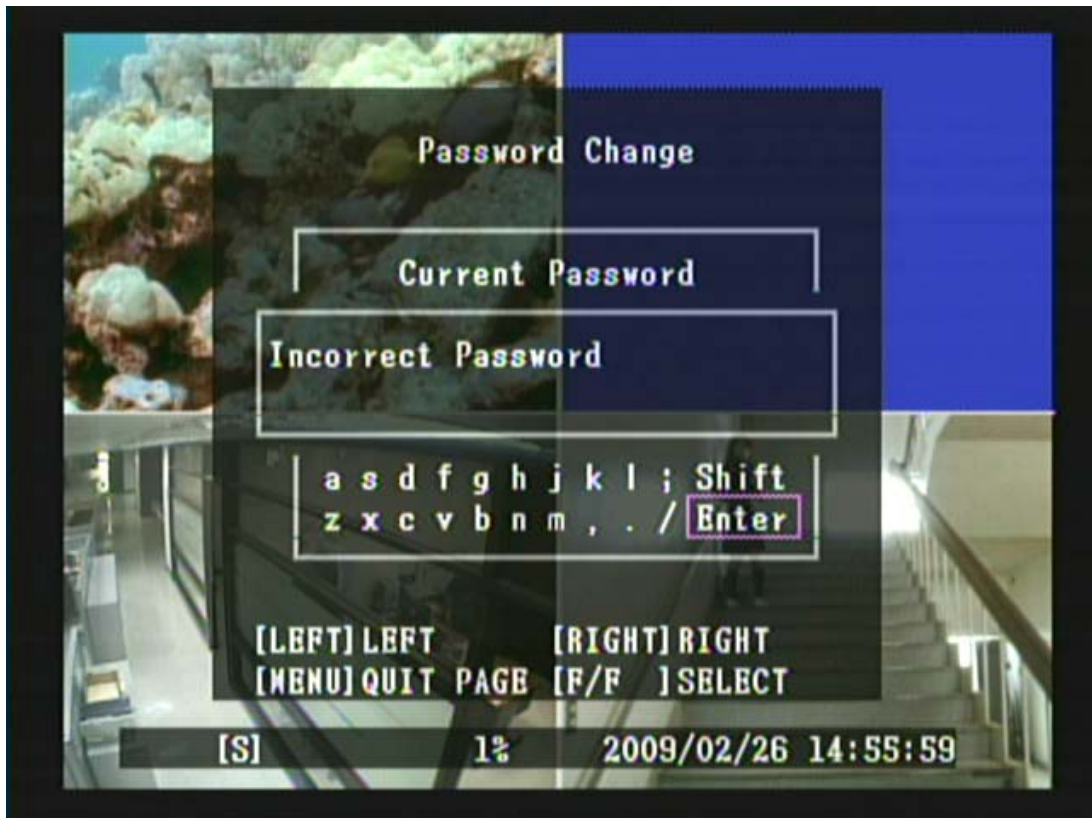 Password Change
Current Password
Incorrect Password
a s d f g h j k l ; Shift
z x c v b n m , . / Enter
[LEFT]LEFT [RIGHT]RIGHT
[MENU]QUIT PAGE [F/F ]SELECT
[S] 1% 2009/02/26 14:55:59